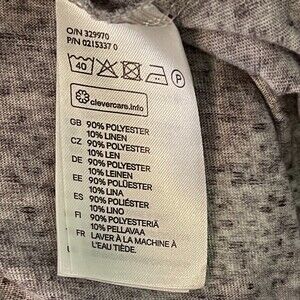 O/N 329970
P/N 0215337 0
40
P
clevercare.info
GB 90% POLYESTER
10% LINEN
CZ 90% POLYESTER
10% LEN
DE 90% POLYESTER
10% LEINEN
EE 90% POLÜESTER
10% LINA
ES 90% POLIÉSTER
10% LINO
FI 90% POLYESTERIÄ
10% PELLAVAA
FR LAVER À LA MACHINE À
L'EAU TIÈDE.